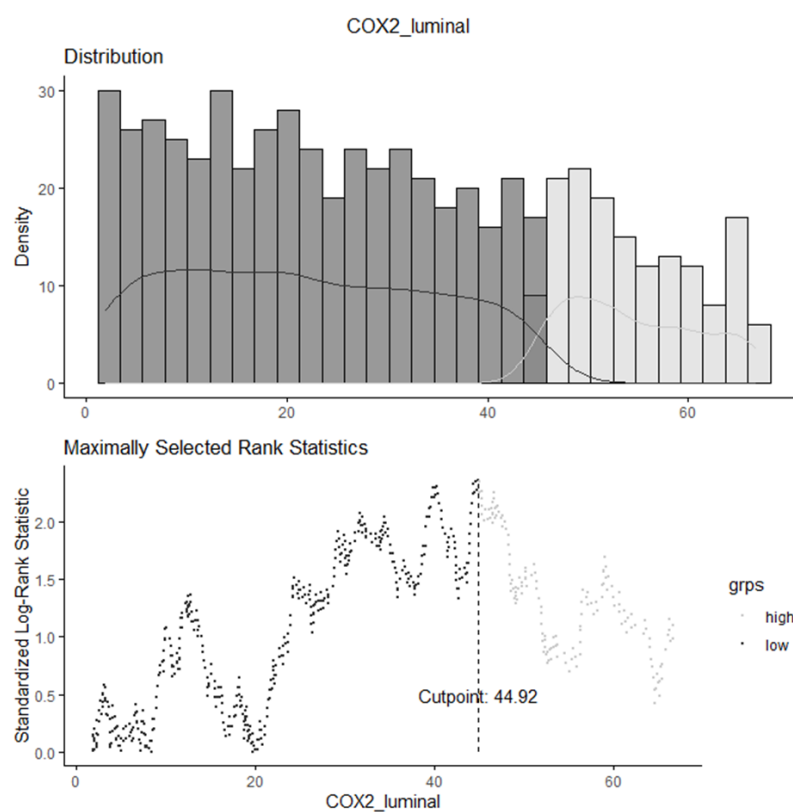 COX2_luminal
Distribution
30
20
10
0
Density
0 20 40 60
Maximally Selected Rank Statistics
2.0
1.5
1.0
0.5
0.0
Standardized Log-Rank Statistic
Cutpoint: 44.92
0 20 40 60
COX2_luminal
grps
high
low